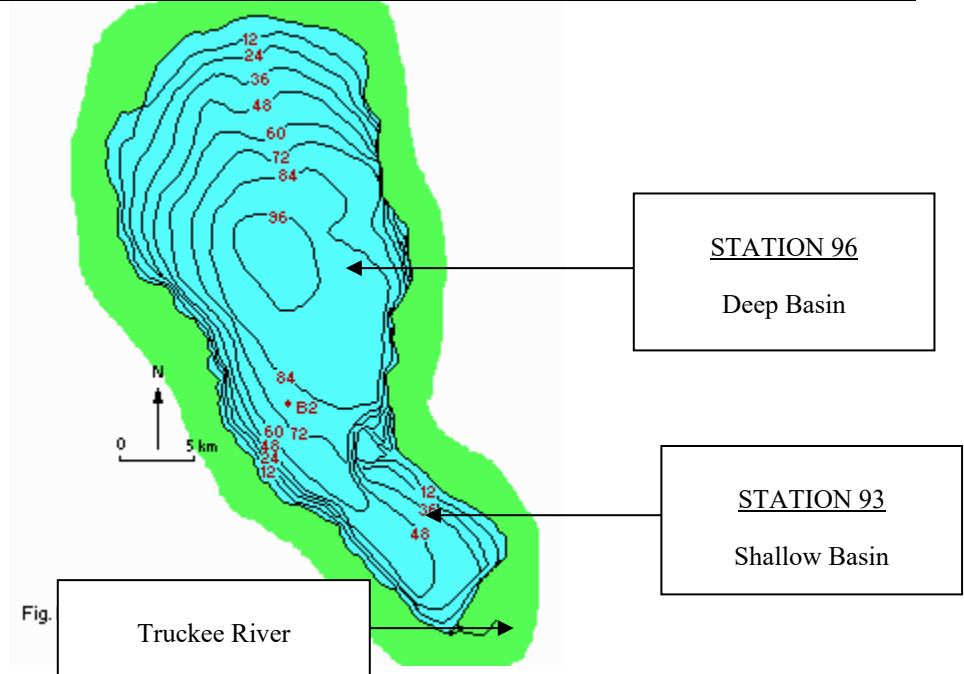 12
24
36
48
60
72
84
96
STATION 96
Deep Basin
N
84
B2
0 5 km
60 72
48
24
12
12
36
48
STATION 93
Shallow Basin
Fig.
Truckee River